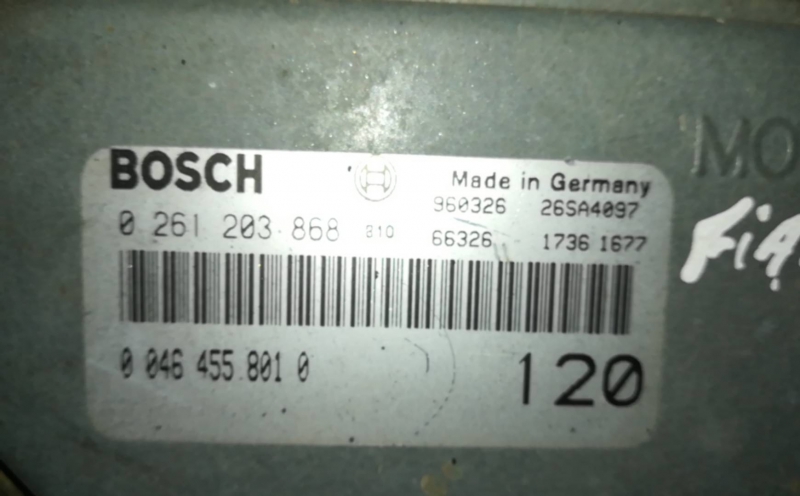 MO
BOSCH Made in Germany
960326 26SA4097
0 261 203 868 810
66326 1736 1677
Fia
0 046 455 801 0
120